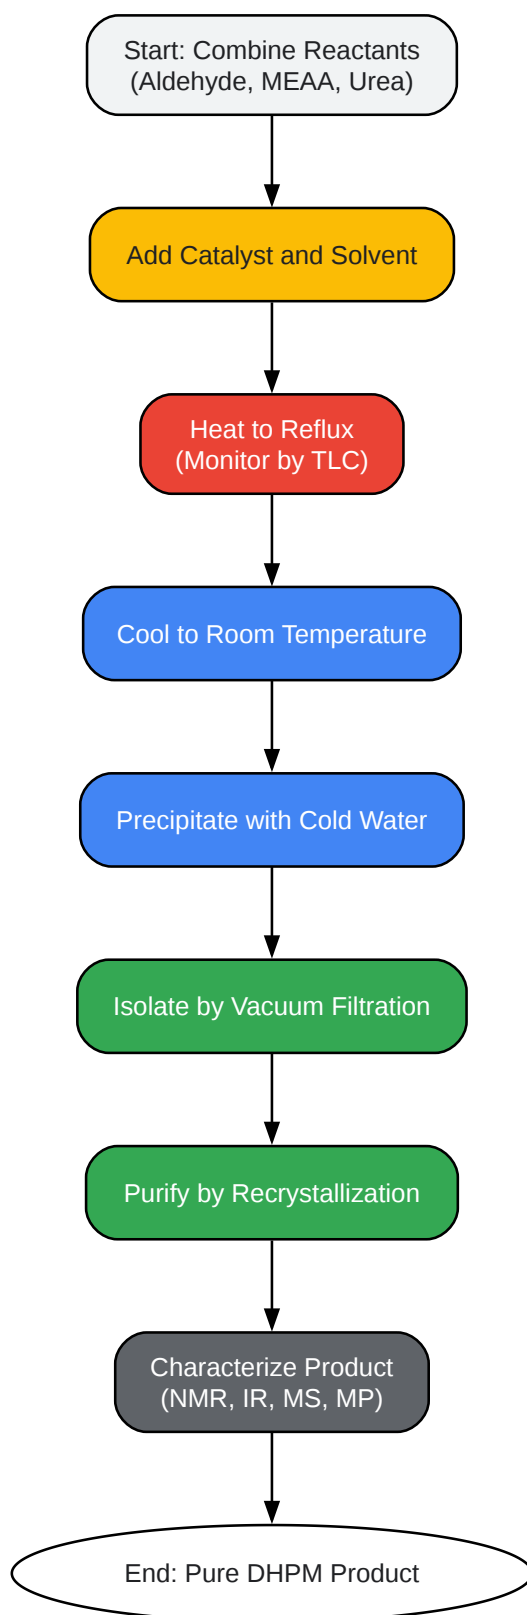 Start: Combine Reactants
(Aldehyde, MEAA, Urea)
Add Catalyst and Solvent
Heat to Reflux
(Monitor by TLC)
Cool to Room Temperature
Precipitate with Cold Water
Isolate by Vacuum Filtration
Purify by Recrystallization
Characterize Product
(NMR, IR, MS, MP)
End: Pure DHPM Product